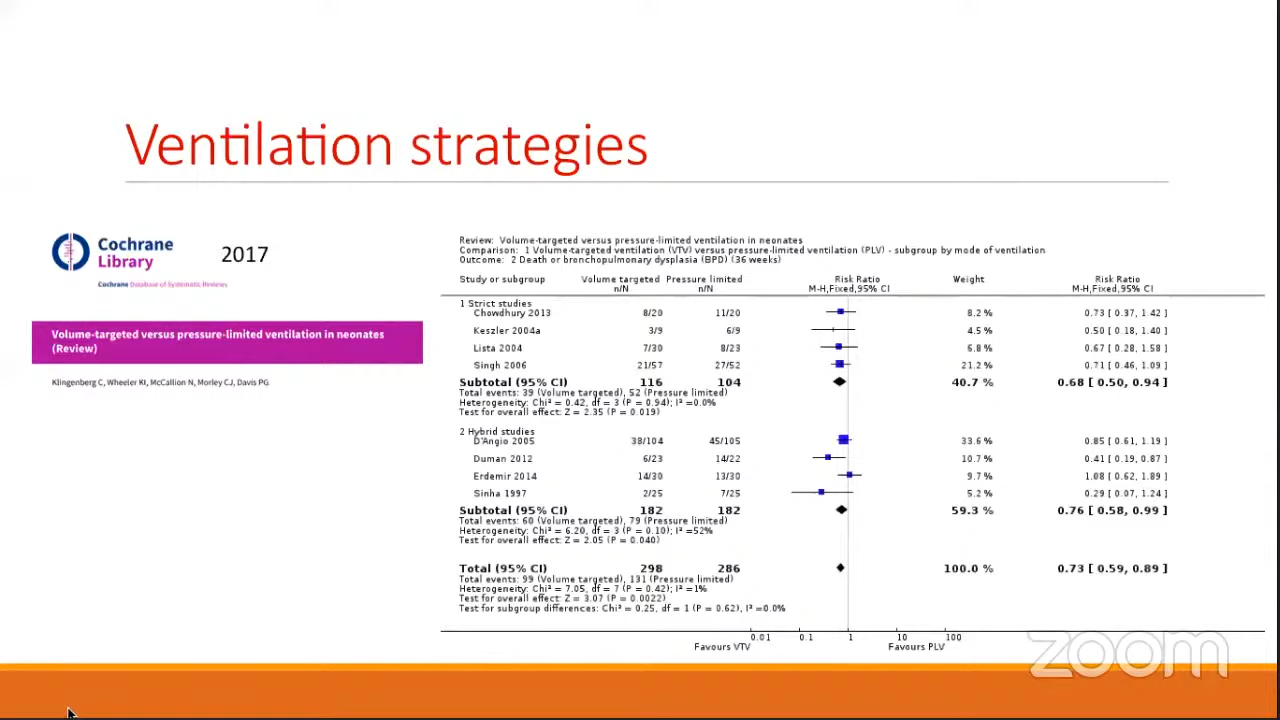 Ventilation strategies
Cochrane
Library
2017
Cochrane Database of Systematic Reviews
Volume-targeted versus pressure-limited ventilation in neonates
(Review)
Klingenberg C, Wheeler KI, McCallion N, Morley CJ, Davis PG
Review: Volume-targeted versus pressure-limited ventilation in neonates
Comparison: 1 Volume-targeted ventilation (VTV) versus pressure-limited ventilation (PLV) - subgroup by mode of ventilation
Outcome: 2 Death or bronchopulmonary dysplasia (BPD) (36 weeks)
Study or subgroup Volume targeted Pressure limited Risk Ratio Weight Risk Ratio
n/N n/N M-H,Fixed,95% CI M-H,Fixed,95% CI
1 Strict studies
Chowdhury 2013 8/20 11/20 8.2 % 0.73 [ 0.37, 1.42 ]
Keszler 2004a 3/9 6/9 4.5 % 0.50 [ 0.18, 1.40 ]
Lista 2004 7/30 8/23 6.8 % 0.67 [ 0.28, 1.58 ]
Singh 2006 21/57 27/52 21.2 % 0.71 [ 0.46, 1.09 ]
Subtotal (95% CI) 116 104 40.7 % 0.68 [ 0.50, 0.94 ]
Total events: 39 (Volume targeted), 52 (Pressure limited)
Heterogeneity: Chi² = 0.42, df = 3 (P = 0.94); I² =0.0%
Test for overall effect: Z = 2.35 (P = 0.019)
2 Hybrid studies
D'Angio 2005 38/104 45/105 33.6 % 0.85 [ 0.61, 1.19 ]
Duman 2012 6/23 14/22 10.7 % 0.41 [ 0.19, 0.87 ]
Erdemir 2014 14/30 13/30 9.7 % 1.08 [ 0.62, 1.89 ]
Sinha 1997 2/25 7/25 5.2 % 0.29 [ 0.07, 1.24 ]
Subtotal (95% CI) 182 182 59.3 % 0.76 [ 0.58, 0.99 ]
Total events: 60 (Volume targeted), 79 (Pressure limited)
Heterogeneity: Chi² = 6.20, df = 3 (P = 0.10); I² =52%
Test for overall effect: Z = 2.05 (P = 0.040)
Total (95% CI) 298 286 100.0 % 0.73 [ 0.59, 0.89 ]
Total events: 99 (Volume targeted), 131 (Pressure limited)
Heterogeneity: Chi² = 7.05, df = 7 (P = 0.42); I² =1%
Test for overall effect: Z = 3.07 (P = 0.0022)
Test for subgroup differences: Chi² = 0.25, df = 1 (P = 0.62), I² =0.0%
0.01 0.1 1 10 100
Favours VTV Favours PLV
zoom